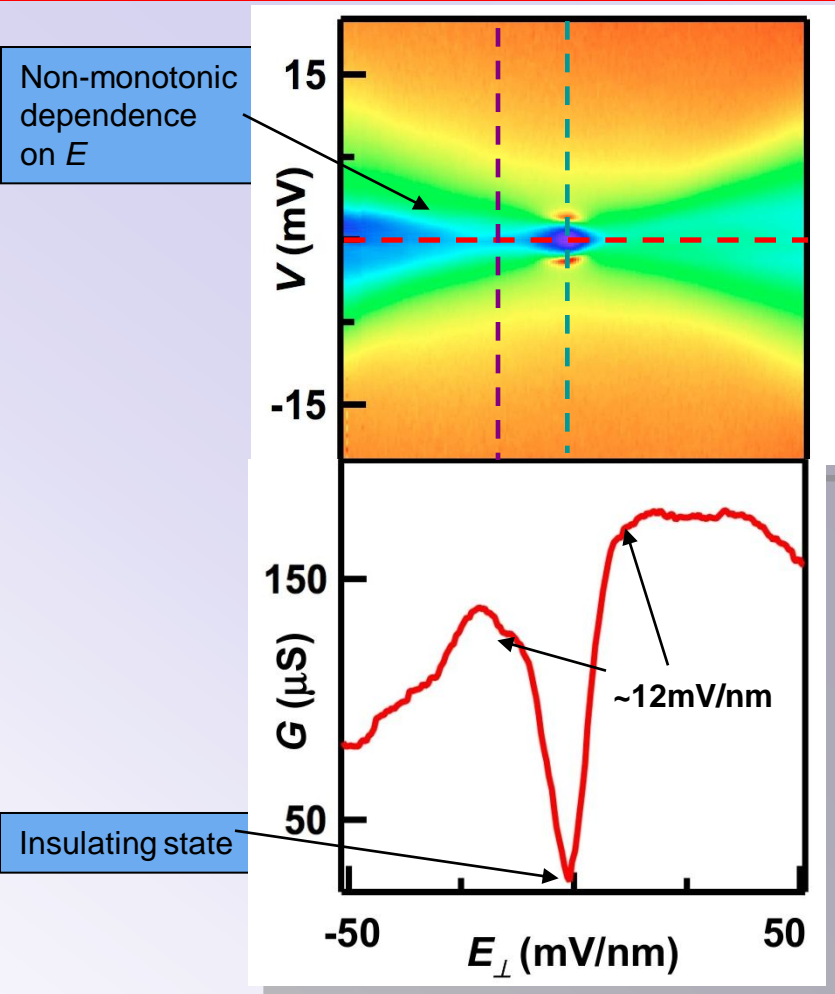 Non-monotonic
dependence
on E
15
V (mV)
-15
150
G (μS)
50
~12mV/nm
Insulating state
-50
E⊥ (mV/nm)
50